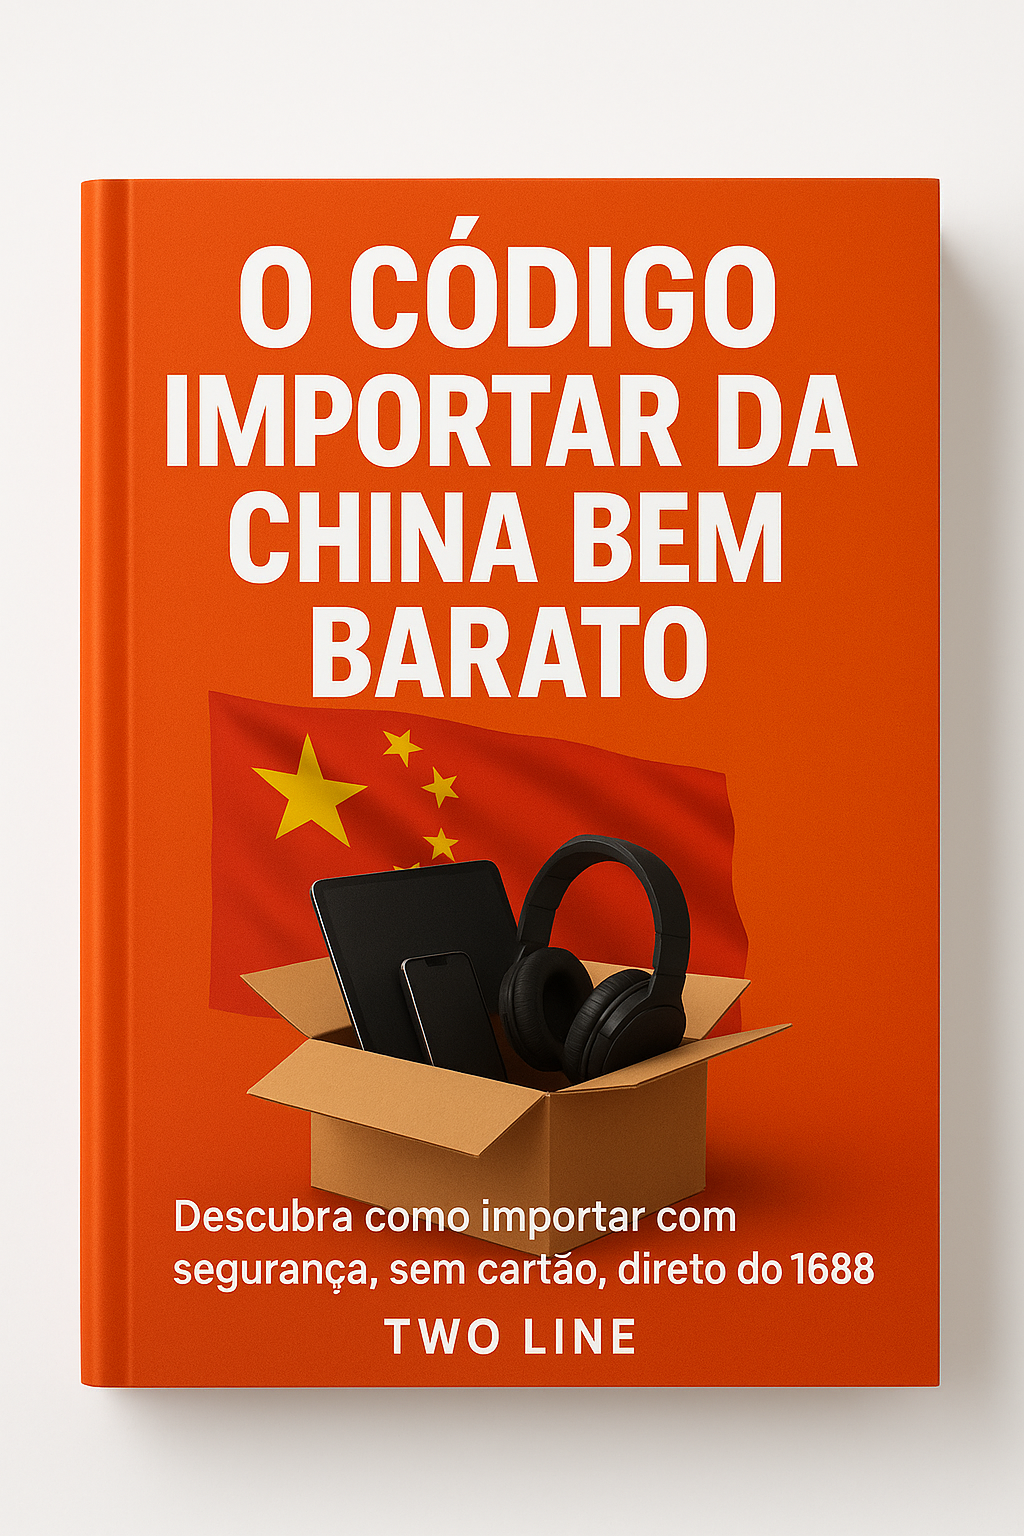 O CÓDIGO
IMPORTAR DA
CHINA BEM
BARATO
Descubra como importar com
segurança, sem cartão, direto do 1688
TWO LINE